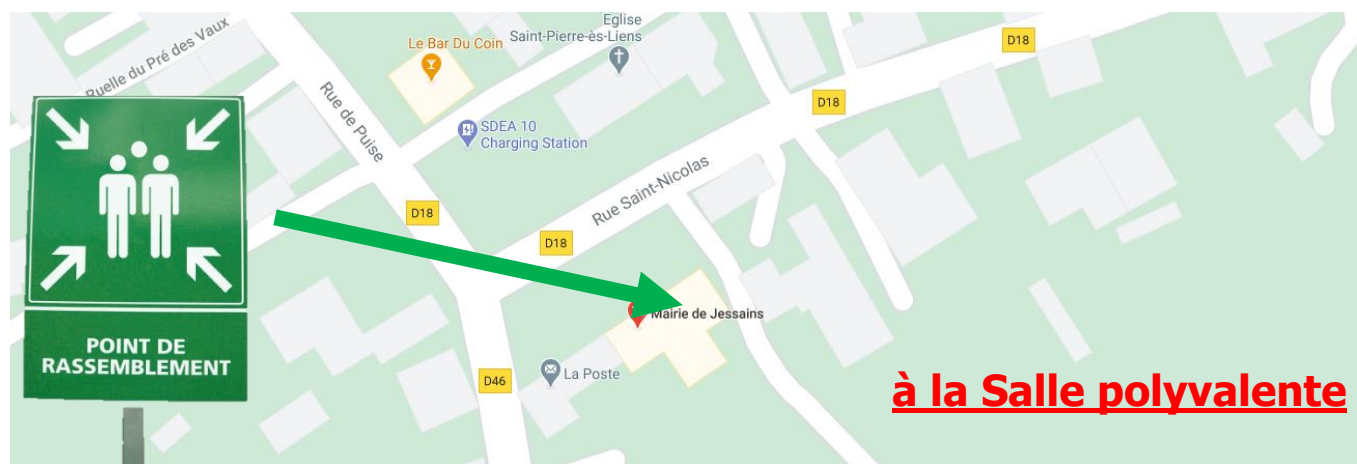 Eglise
Saint-Pierre-ès-Liens
Le Bar Du Coin
D18
Ruelle du Pré des Vaux
Rue de Puise
D18
SDEA 10
Charging Station
Rue Saint-Nicolas
D18
D18
Mairie de Jessains
POINT DE
RASSEMBLEMENT
La Poste
D46
à la Salle polyvalente